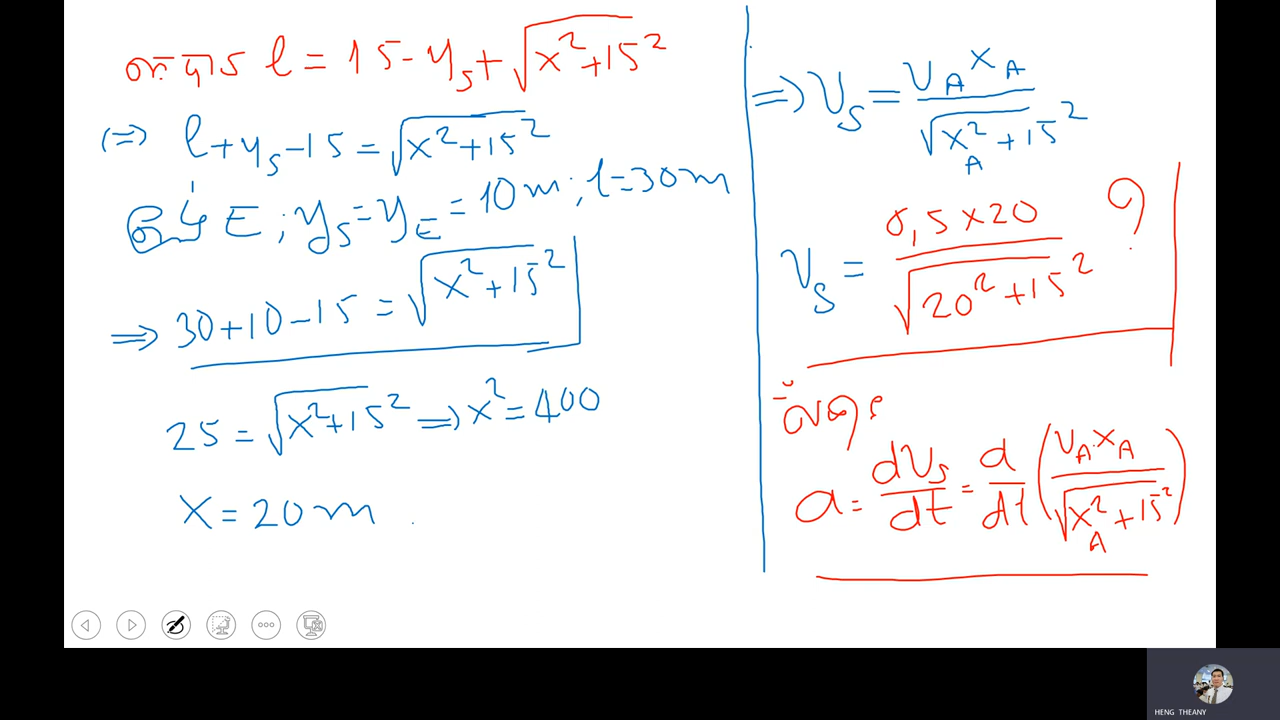 l = 15 - y_S + √(x² + 15²)
(=) l + y_S - 15 = √(x² + 15²)
E ; y_S = y_E = 10m ; l = 30m
⟹ 30 + 10 - 15 = √(x² + 15²)
25 = √(x² + 15²) ⟹ x² = 400
x = 20 m
⟹ v_S = v_A x_A / √(x_A² + 15²)
v_S = 0,5 × 20 / √(20² + 15²) ?
a = dv_S/dt = d/dt (v_A·x_A / √(x_A² + 15²))
HENG THEANY